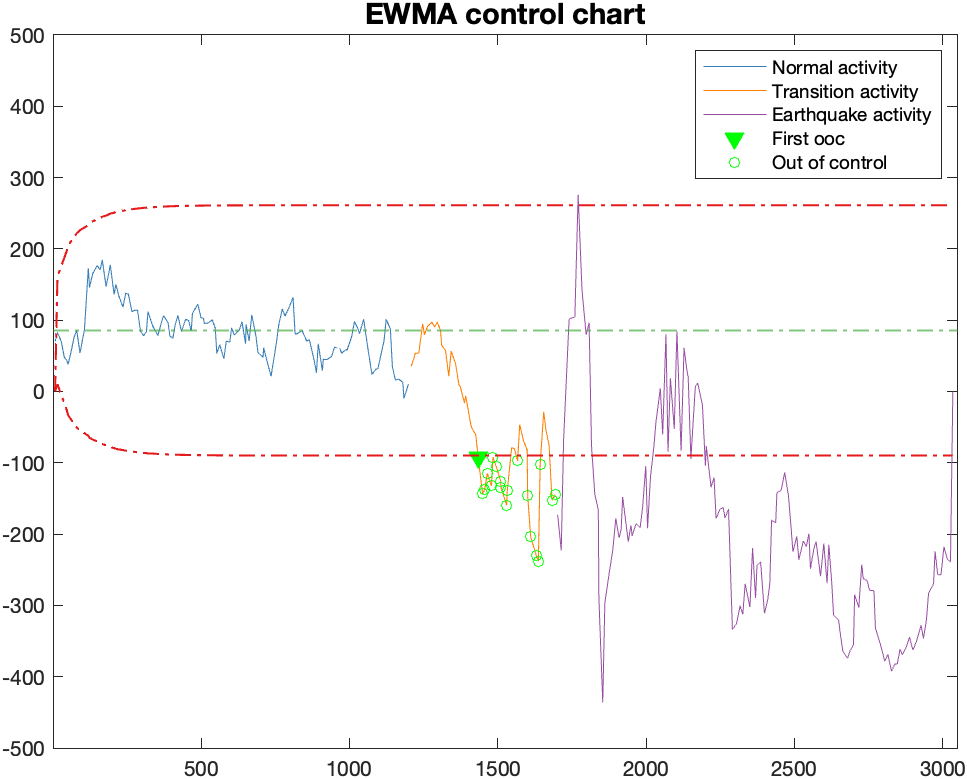 EWMA control chart
500
400
300
200
100
0
-100
-200
-300
-400
-500
500
1000
1500
2000
2500
3000
Normal activity
Transition activity
Earthquake activity
First ooc
Out of control